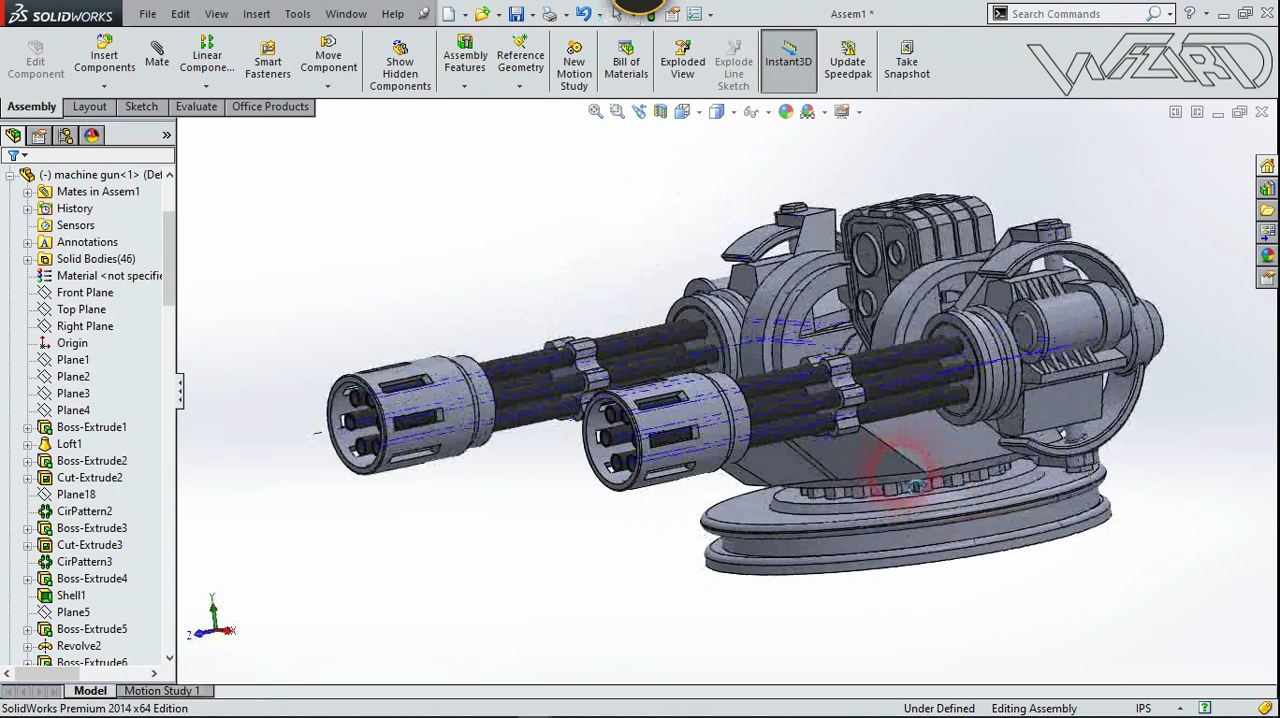 SOLIDWORKS
File
Edit
View
Insert
Tools
Window
Help
Assem1 *
Search Commands
Edit
Component
Insert
Components
Mate
Linear
Compone...
Smart
Fasteners
Move
Component
Show
Hidden
Components
Assembly
Features
Reference
Geometry
New
Motion
Study
Bill of
Materials
Exploded
View
Explode
Line
Sketch
Instant3D
Update
Speedpak
Take
Snapshot
WIZARD
Assembly
Layout
Sketch
Evaluate
Office Products
(-) machine gun<1> (Def
Mates in Assem1
History
Sensors
Annotations
Solid Bodies(46)
Material <not specifie
Front Plane
Top Plane
Right Plane
Origin
Plane1
Plane2
Plane3
Plane4
Boss-Extrude1
Loft1
Boss-Extrude2
Cut-Extrude2
Plane18
CirPattern2
Boss-Extrude3
Cut-Extrude3
CirPattern3
Boss-Extrude4
Shell1
Plane5
Boss-Extrude5
Revolve2
Boss-Extrude6
Y
Z
X
Model
Motion Study 1
SolidWorks Premium 2014 x64 Edition
Under Defined
Editing Assembly
IPS